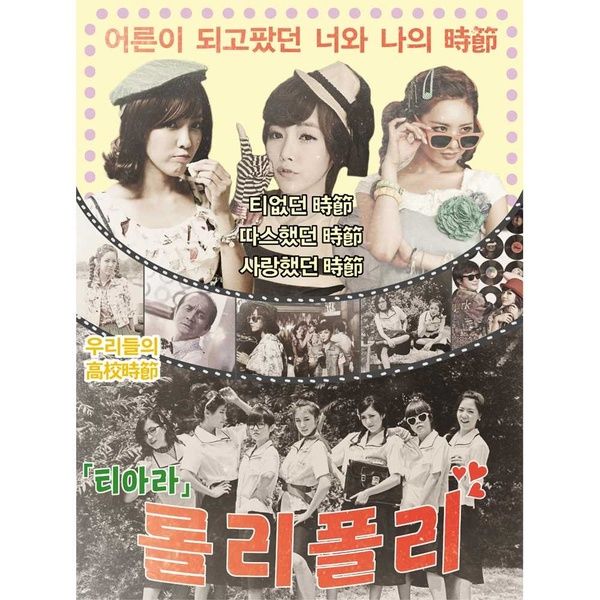 어른이 되고팠던 너와 나의 時節
티없던 時節
따스했던 時節
사랑했던 時節
우리들의
高校時節
「티아라」
롤리폴리